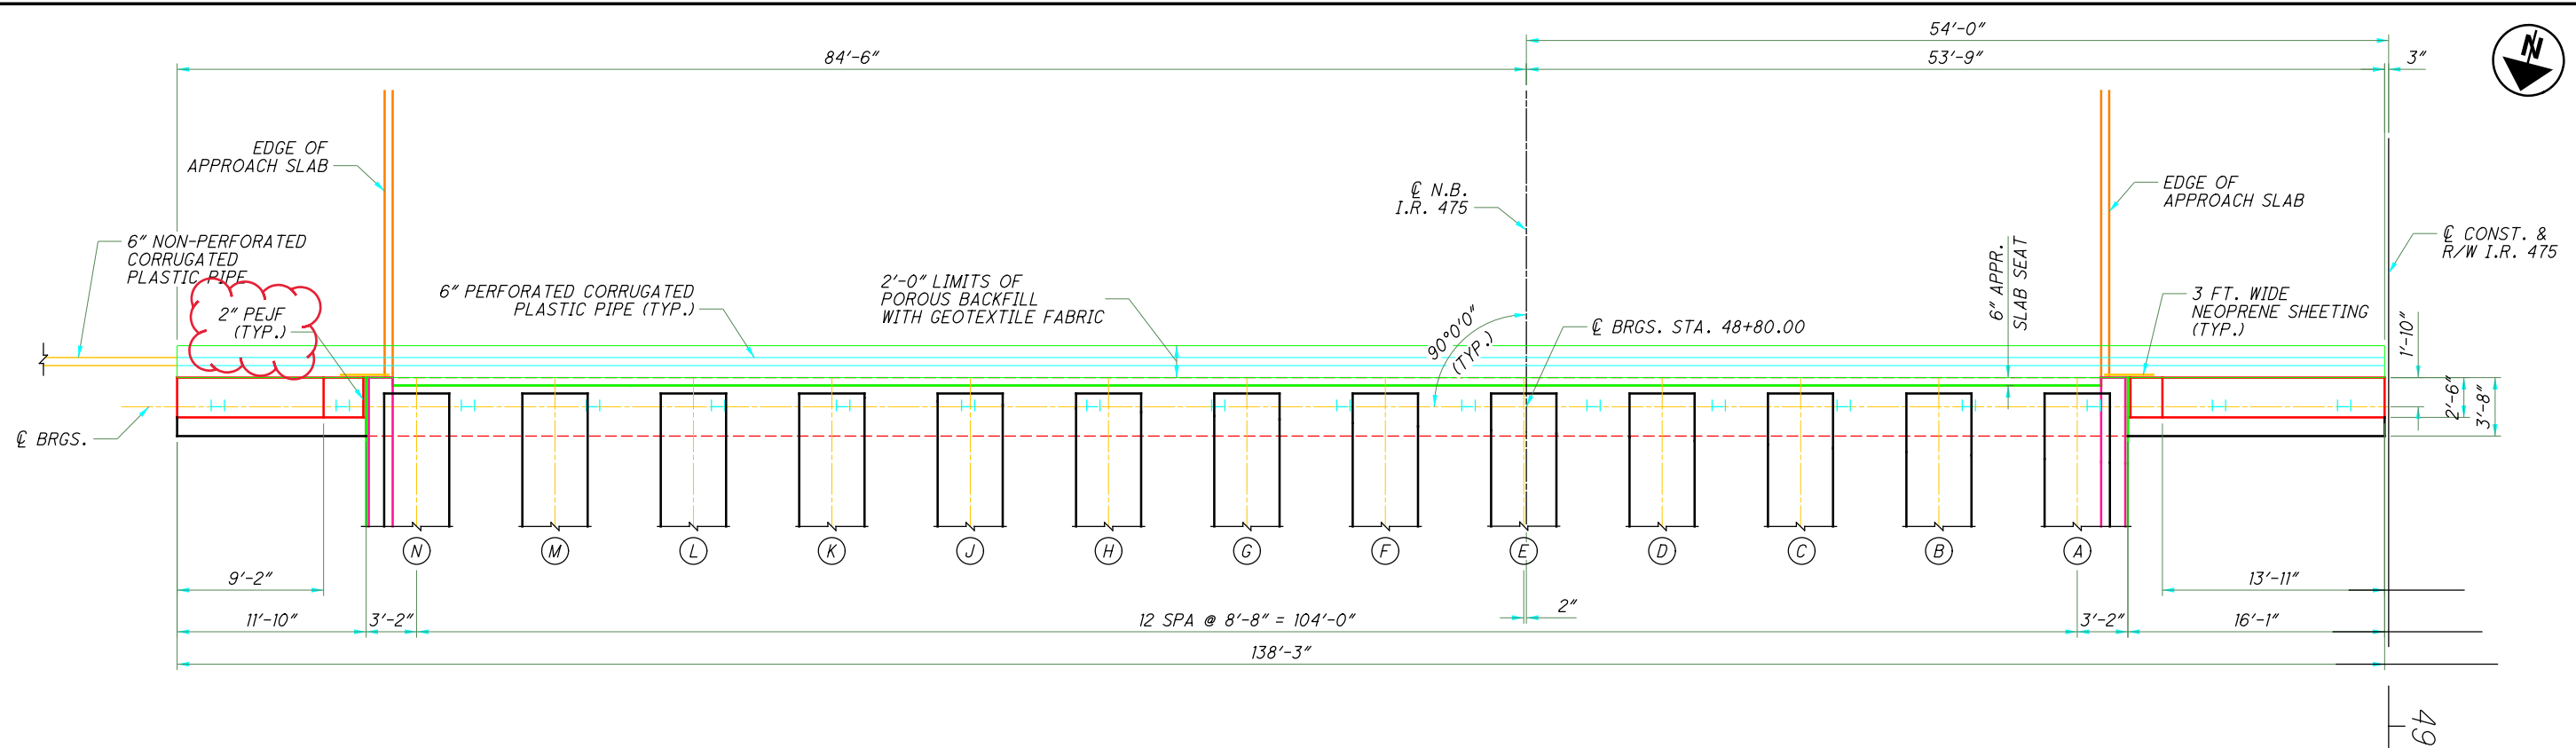 54'-0"
84'-6"
53'-9"
3"
N
EDGE OF
APPROACH SLAB
℄ N.B.
I.R. 475
EDGE OF
APPROACH SLAB
6" NON-PERFORATED
CORRUGATED
PLASTIC PIPE
℄ CONST. &
R/W I.R. 475
6" APPR.
SLAB SEAT
2" PEJF
(TYP.)
6" PERFORATED CORRUGATED
PLASTIC PIPE (TYP.)
2'-0" LIMITS OF
POROUS BACKFILL
WITH GEOTEXTILE FABRIC
90°0'0"
(TYP.)
℄ BRGS. STA. 48+80.00
3 FT. WIDE
NEOPRENE SHEETING
(TYP.)
1'-10"
2'-6"
3'-8"
℄ BRGS.
N M L K J H G F E D C B A
9'-2"
13'-11"
2"
11'-10"
3'-2"
12 SPA @ 8'-8" = 104'-0"
3'-2"
16'-1"
138'-3"
49